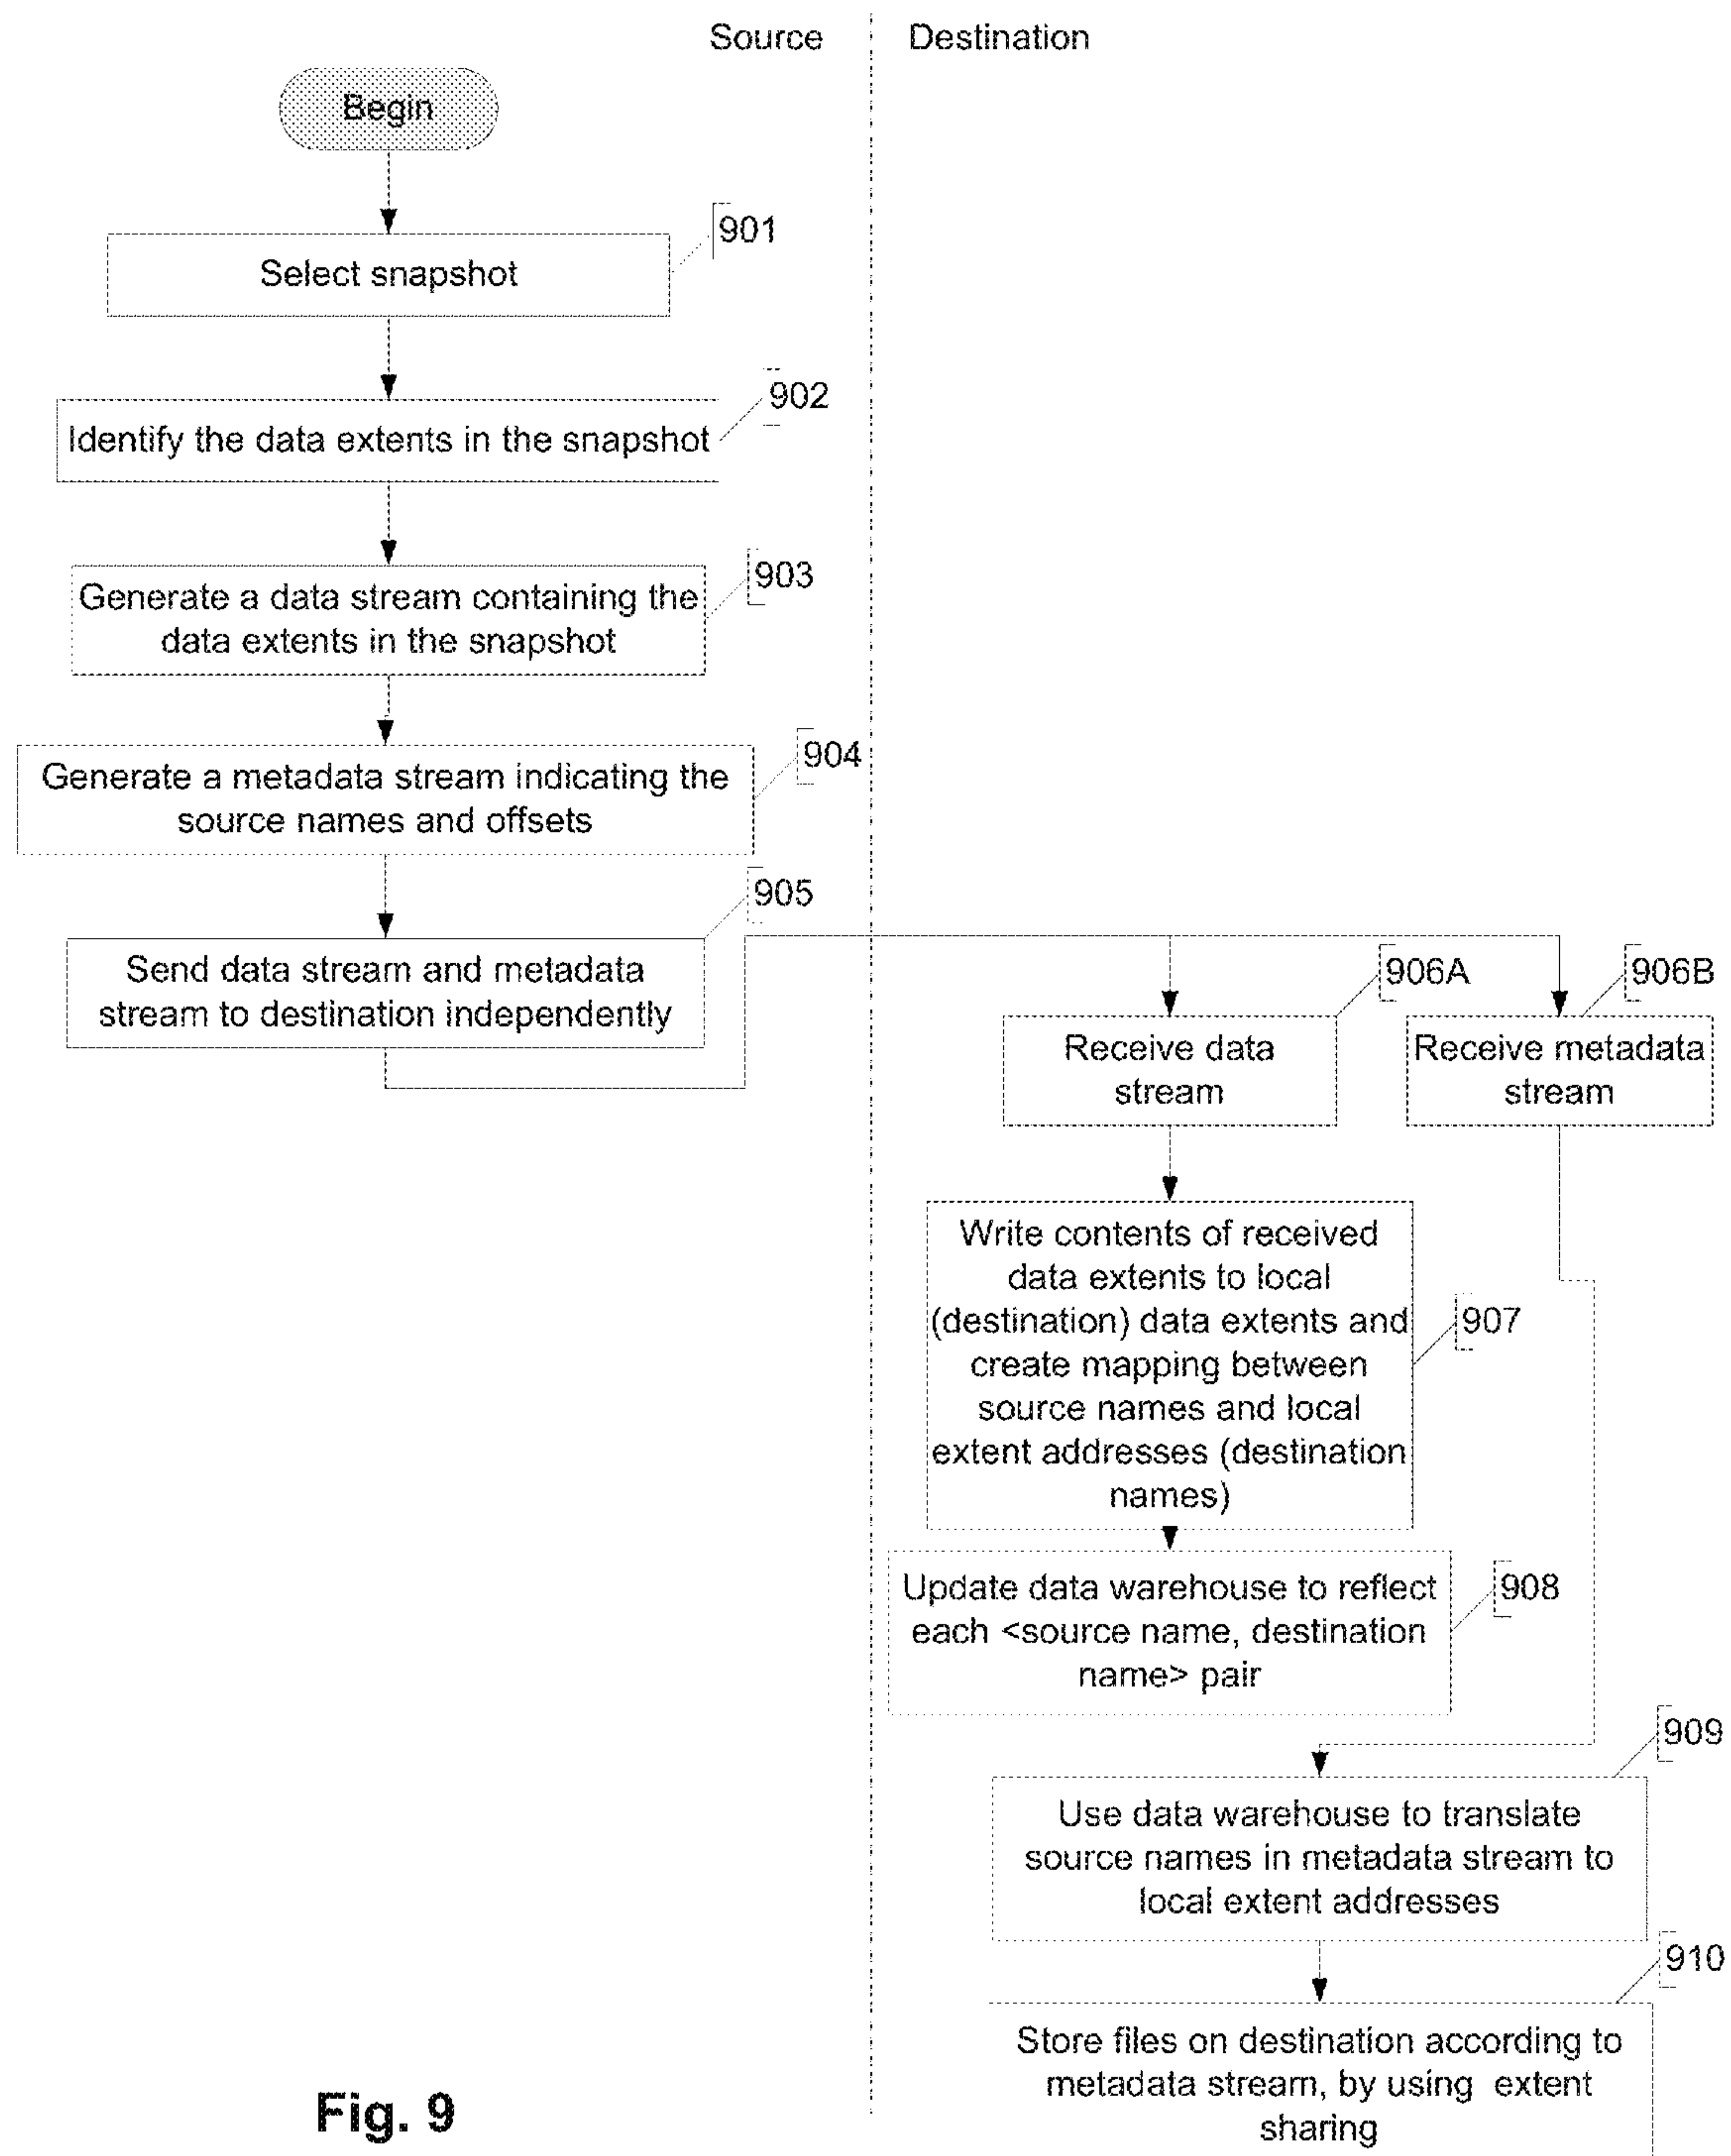 Source
Destination
Begin
901
Select snapshot
902
Identify the data extents in the snapshot
903
Generate a data stream containing the
data extents in the snapshot
904
Generate a metadata stream indicating the
source names and offsets
905
Send data stream and metadata
stream to destination independently
906A
906B
Receive data
stream
Receive metadata
stream
Write contents of received
data extents to local
(destination) data extents and
create mapping between
source names and local
extent addresses (destination
names)
907
Update data warehouse to reflect
each <source name, destination
name> pair
908
909
Use data warehouse to translate
source names in metadata stream to
local extent addresses
910
Store files on destination according to
metadata stream, by using extent
sharing
Fig. 9